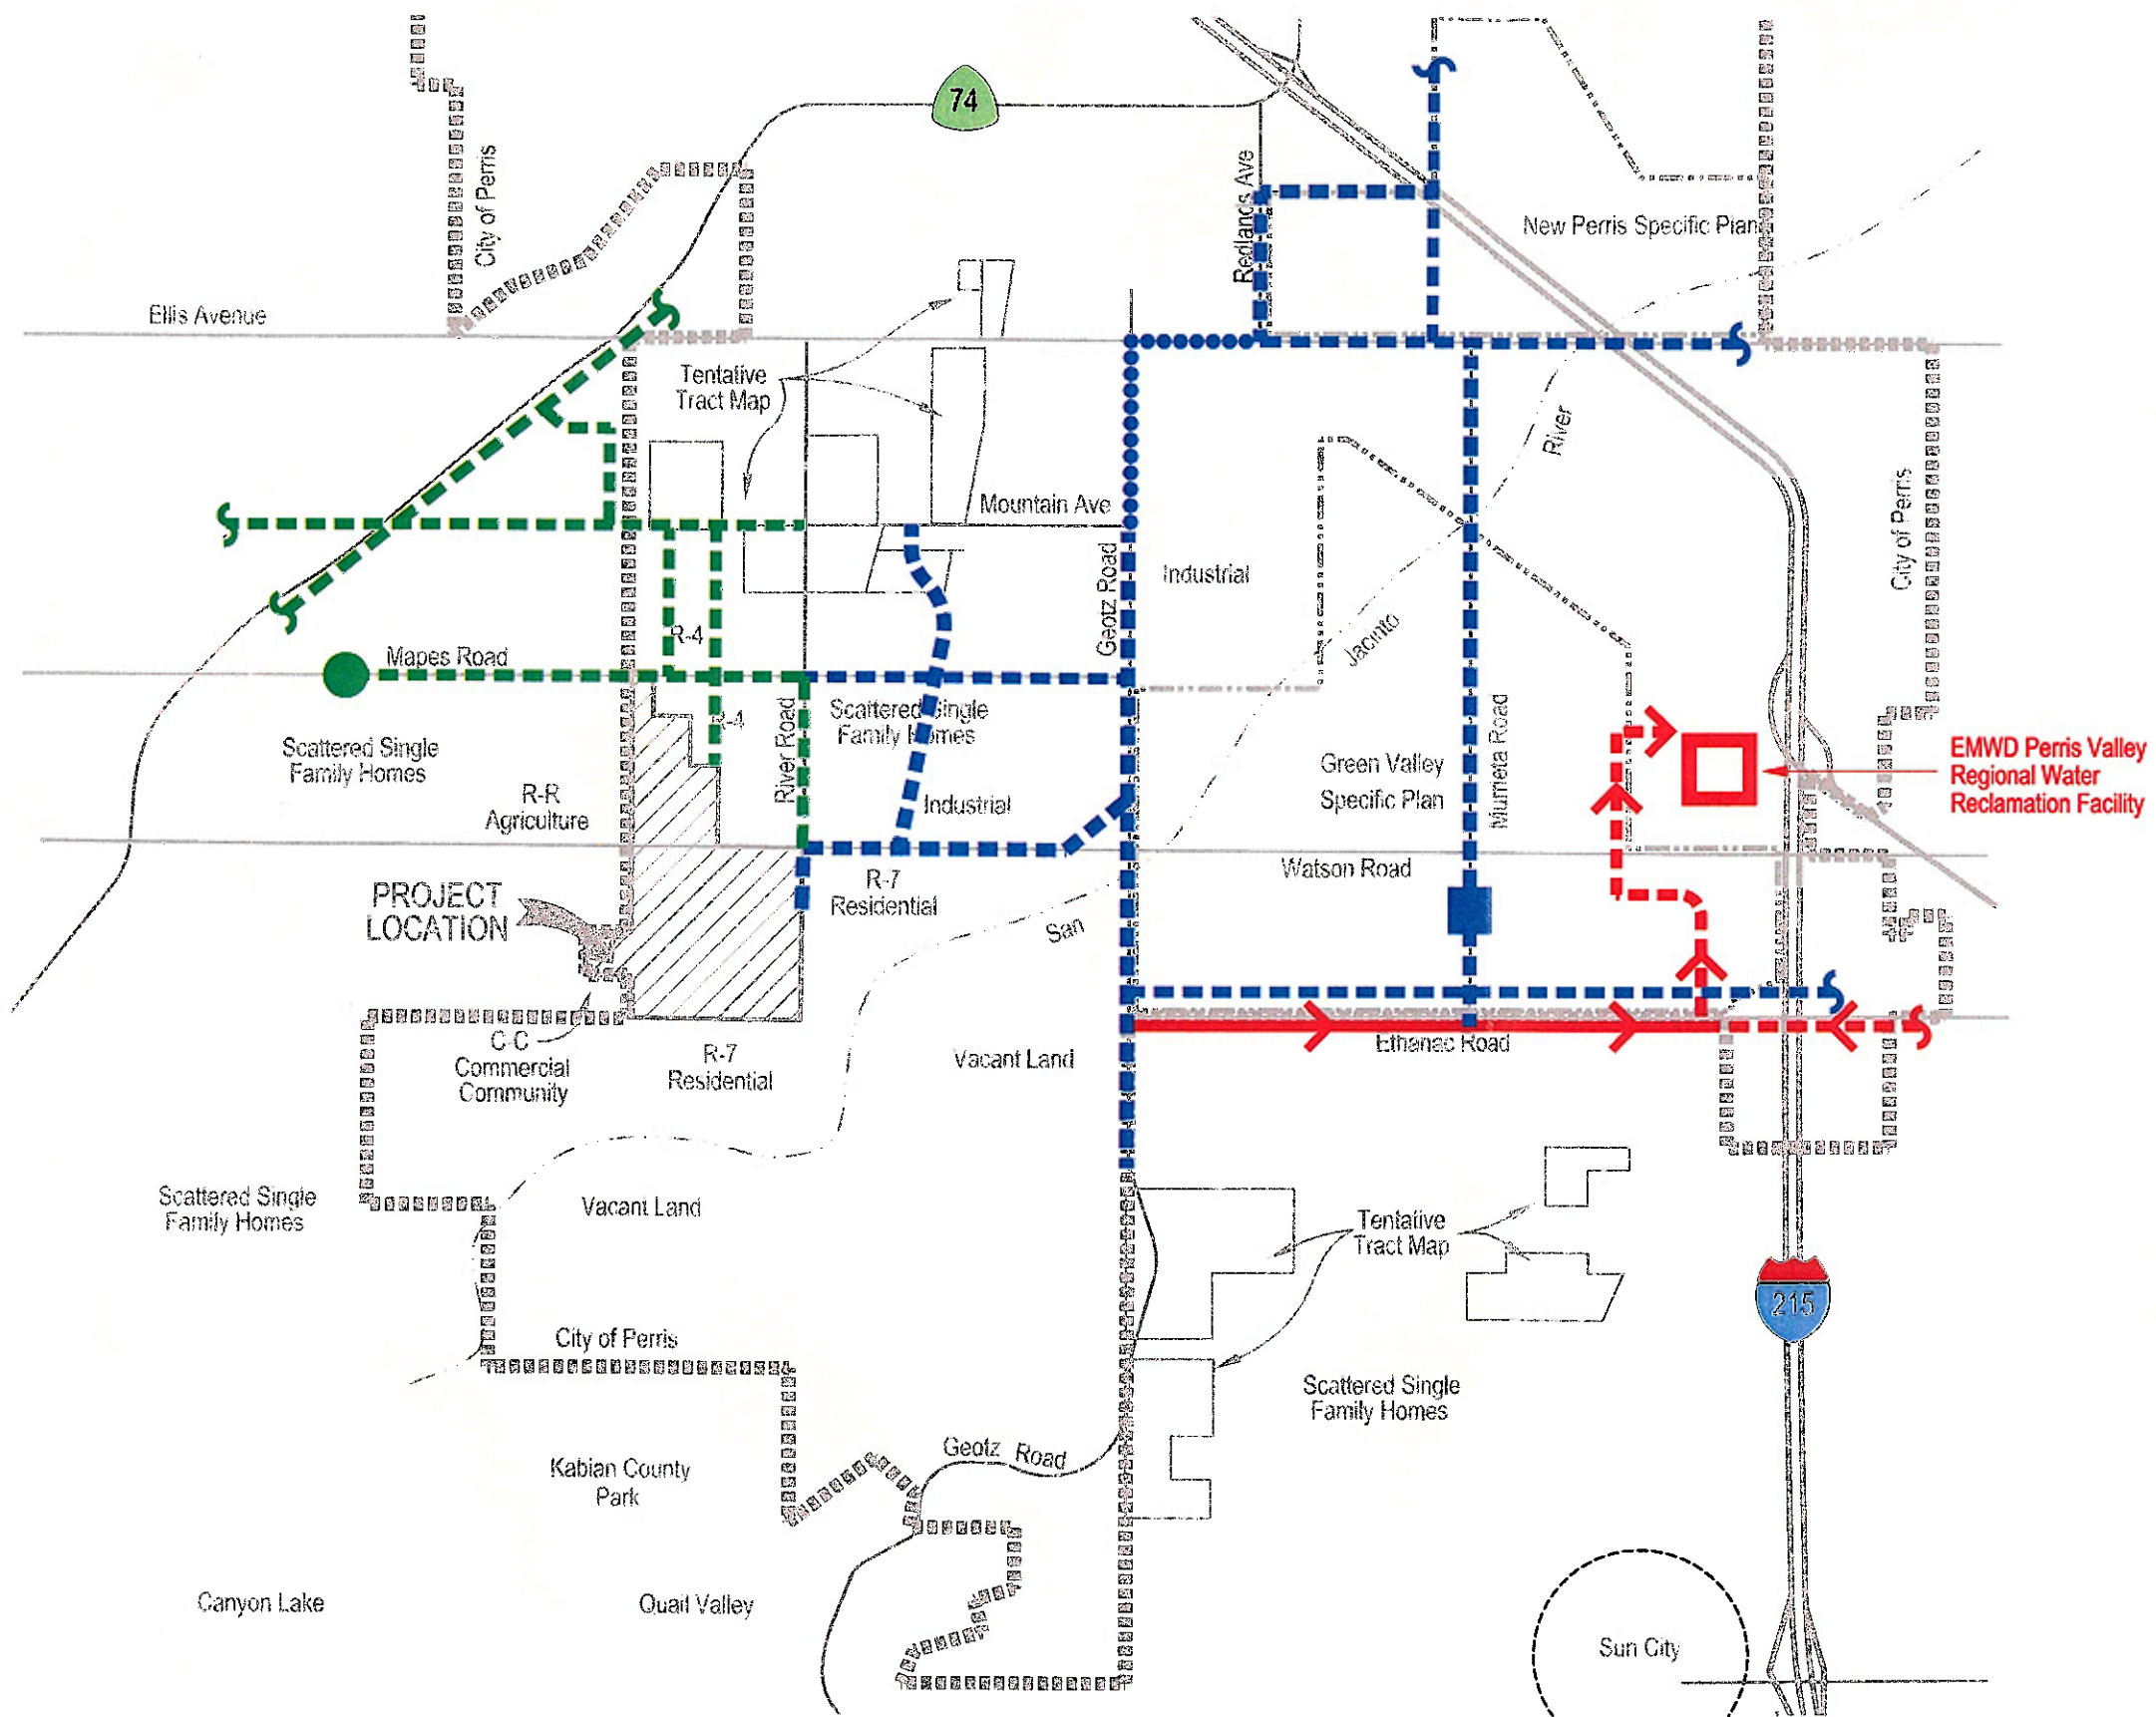 74
City of Perris
Redlands Ave
New Perris Specific Plan
Ellis Avenue
Tentative
Tract Map
River
Mountain Ave
City of Perris
Geotz Road
Industrial
R-4
Jacinto
Mapes Road
Scattered Single
Family Homes
R-4
River Road
Scattered Single
Family Homes
Green Valley
Specific Plan
Murrieta Road
EMWD Perris Valley
Regional Water
Reclamation Facility
R-R
Agriculture
Industrial
Watson Road
PROJECT
LOCATION
R-7
Residential
San
C-C
Commercial
Community
R-7
Residential
Vacant Land
Ethanac Road
Scattered Single
Family Homes
Vacant Land
Tentative
Tract Map
215
City of Perris
Scattered Single
Family Homes
Geotz Road
Kabian County
Park
Canyon Lake
Quail Valley
Sun City